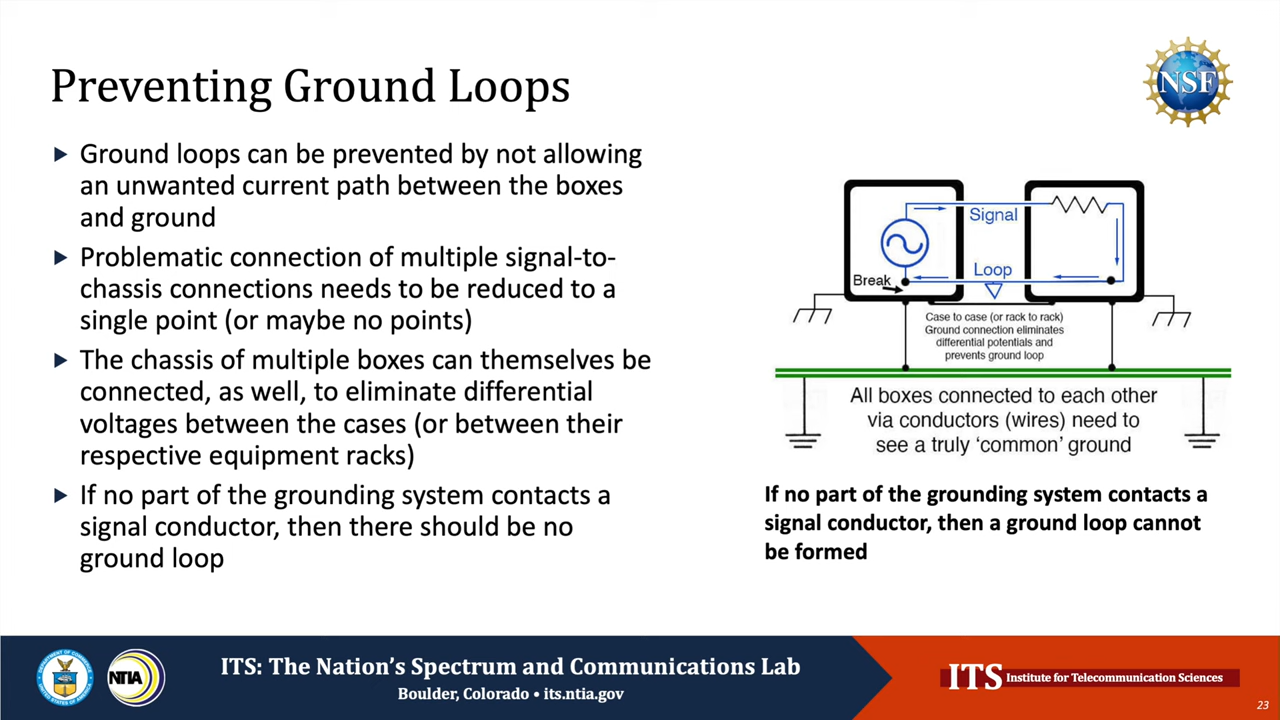 Preventing Ground Loops
NSF
Ground loops can be prevented by not allowing
an unwanted current path between the boxes
and ground
Problematic connection of multiple signal-to-
chassis connections needs to be reduced to a
single point (or maybe no points)
The chassis of multiple boxes can themselves be
connected, as well, to eliminate differential
voltages between the cases (or between their
respective equipment racks)
If no part of the grounding system contacts a
signal conductor, then there should be no
ground loop
Signal
Loop
Break
Case to case (or rack to rack)
Ground connection eliminates
differential potentials and
prevents ground loop
All boxes connected to each other
via conductors (wires) need to
see a truly ‘common’ ground
If no part of the grounding system contacts a
signal conductor, then a ground loop cannot
be formed
NTIA
ITS: The Nation’s Spectrum and Communications Lab
Boulder, Colorado • its.ntia.gov
ITS Institute for Telecommunication Sciences
23